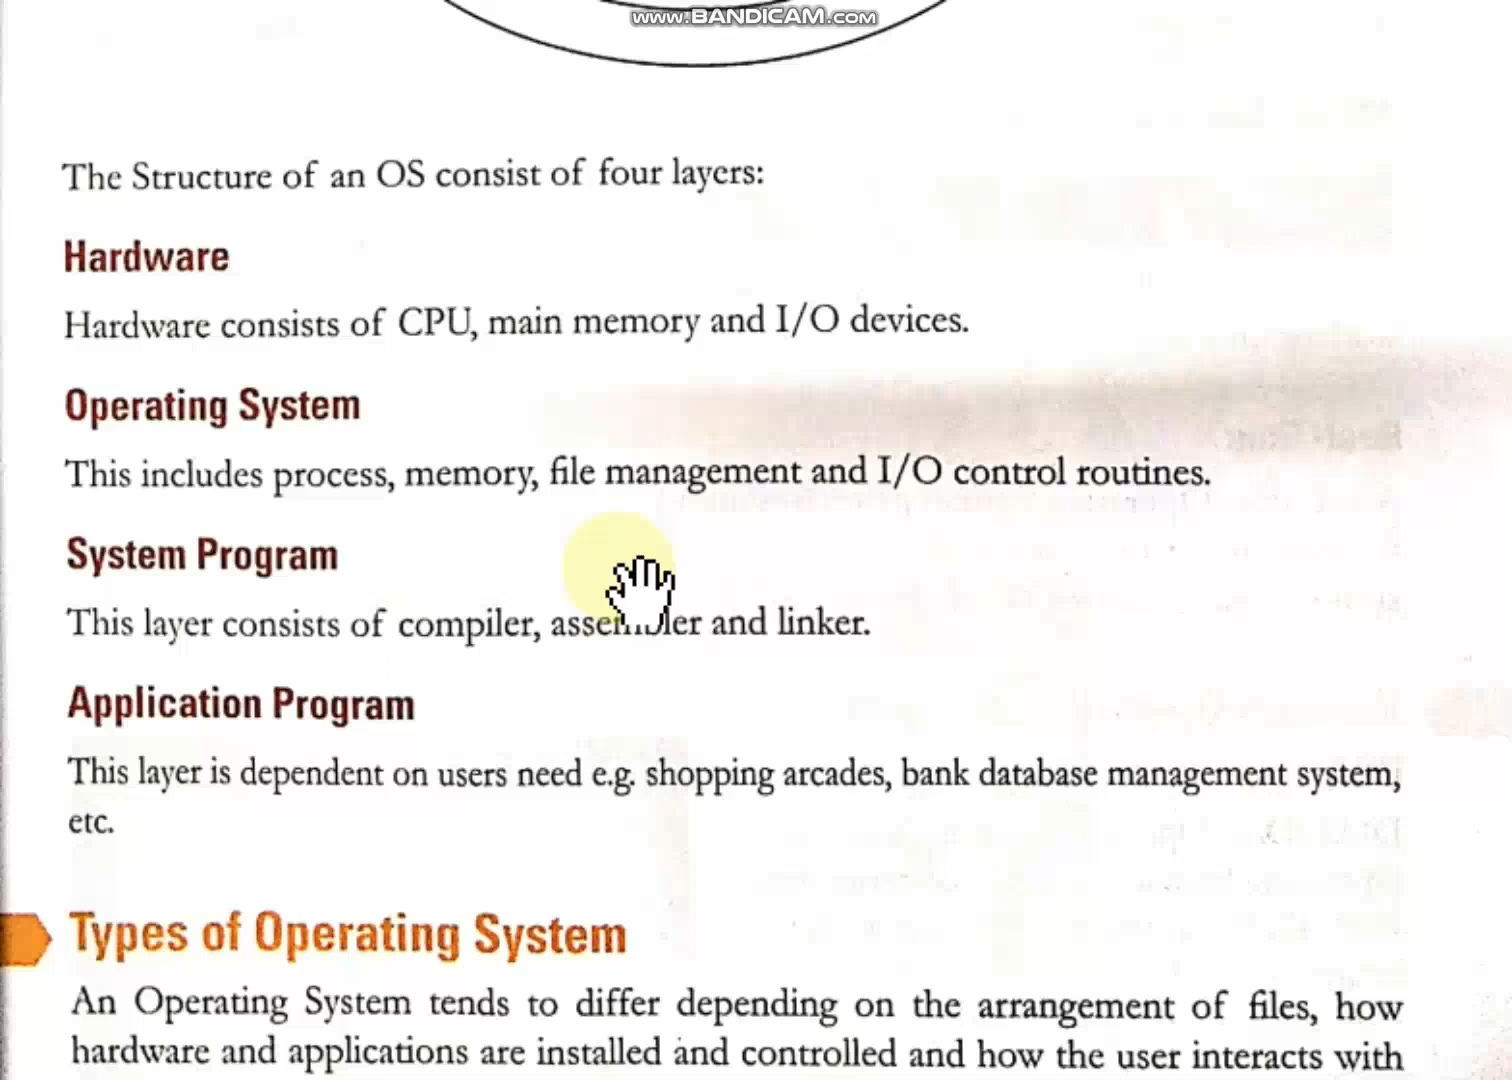 www.BANDICAM.com
The Structure of an OS consist of four layers:
Hardware
Hardware consists of CPU, main memory and I/O devices.
Operating System
This includes process, memory, file management and I/O control routines.
System Program
This layer consists of compiler, assembler and linker.
Application Program
This layer is dependent on users need e.g. shopping arcades, bank database management system,
etc.
Types of Operating System
An Operating System tends to differ depending on the arrangement of files, how
hardware and applications are installed and controlled and how the user interacts with